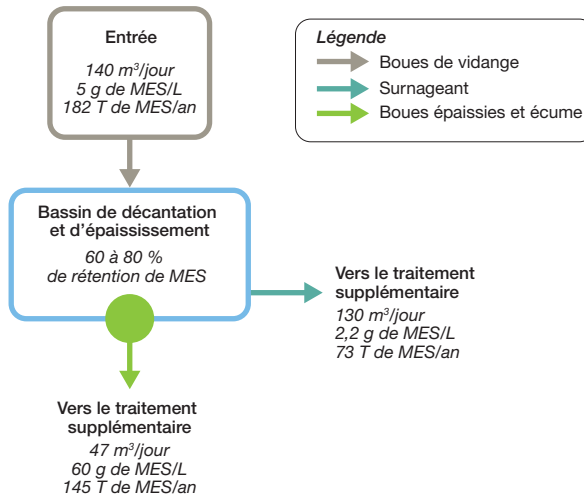 Entrée
140 m³/jour
5 g de MES/L
182 T de MES/an
Légende
Boues de vidange
Surnageant
Boues épaissies et écume
Bassin de décantation
et d'épaississement
60 à 80 %
de rétention de MES
Vers le traitement
supplémentaire
130 m³/jour
2,2 g de MES/L
73 T de MES/an
Vers le traitement
supplémentaire
47 m³/jour
60 g de MES/L
145 T de MES/an